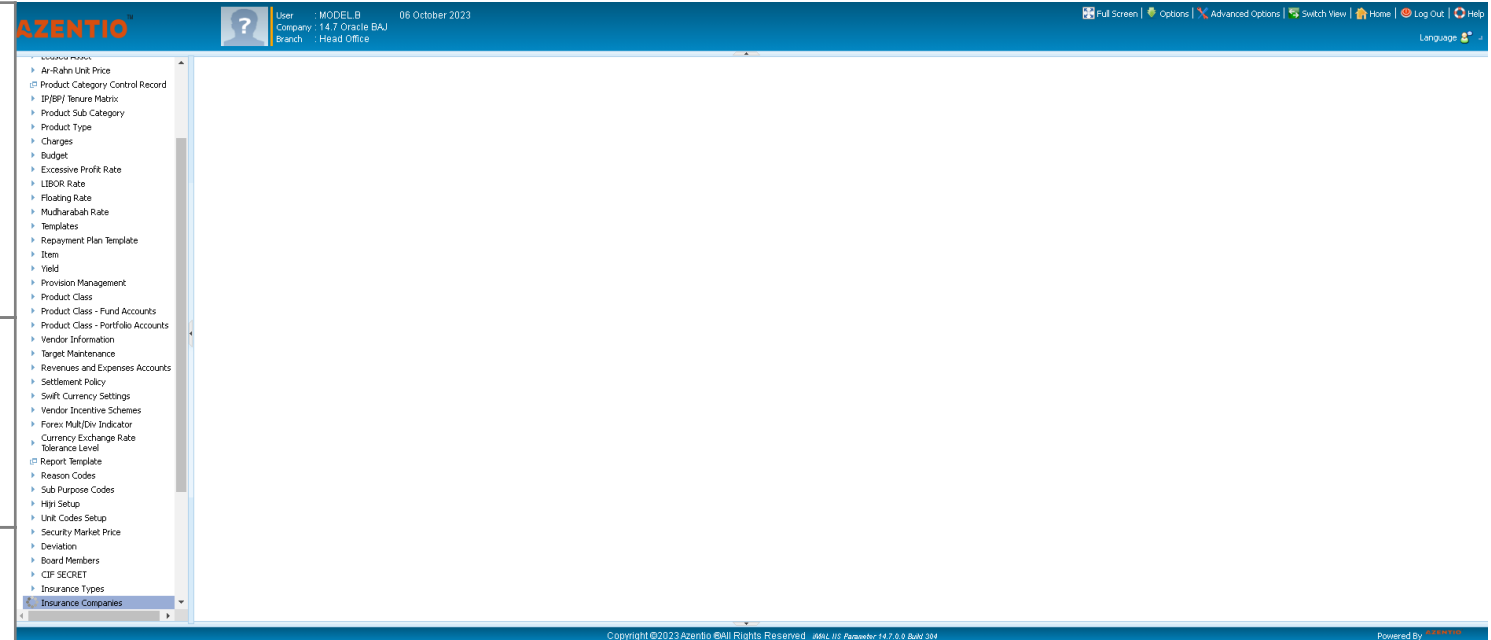 AZENTIO™
User : MODEL.B 06 October 2023
Company : 14.7 Oracle BAJ
Branch : Head Office
Full Screen | Options | Advanced Options | Switch View | Home | Log Out | Help
Language
Leased Asset
Ar-Rahn Unit Price
Product Category Control Record
IP/BP/ Tenure Matrix
Product Sub Category
Product Type
Charges
Budget
Excessive Profit Rate
LIBOR Rate
Floating Rate
Mudharabah Rate
Templates
Repayment Plan Template
Item
Yield
Provision Management
Product Class
Product Class - Fund Accounts
Product Class - Portfolio Accounts
Vendor Information
Target Maintenance
Revenues and Expenses Accounts
Settlement Policy
Swift Currency Settings
Vendor Incentive Schemes
Forex Mult/Div Indicator
Currency Exchange Rate
Tolerance Level
Report Template
Reason Codes
Sub Purpose Codes
Hijri Setup
Unit Codes Setup
Security Market Price
Deviation
Board Members
CIF SECRET
Insurance Types
Insurance Companies
Copyright ©2023 Azentio ®All Rights Reserved iMAL IIS Parameter 14.7.0.0 Build 304
Powered By AZENTIO